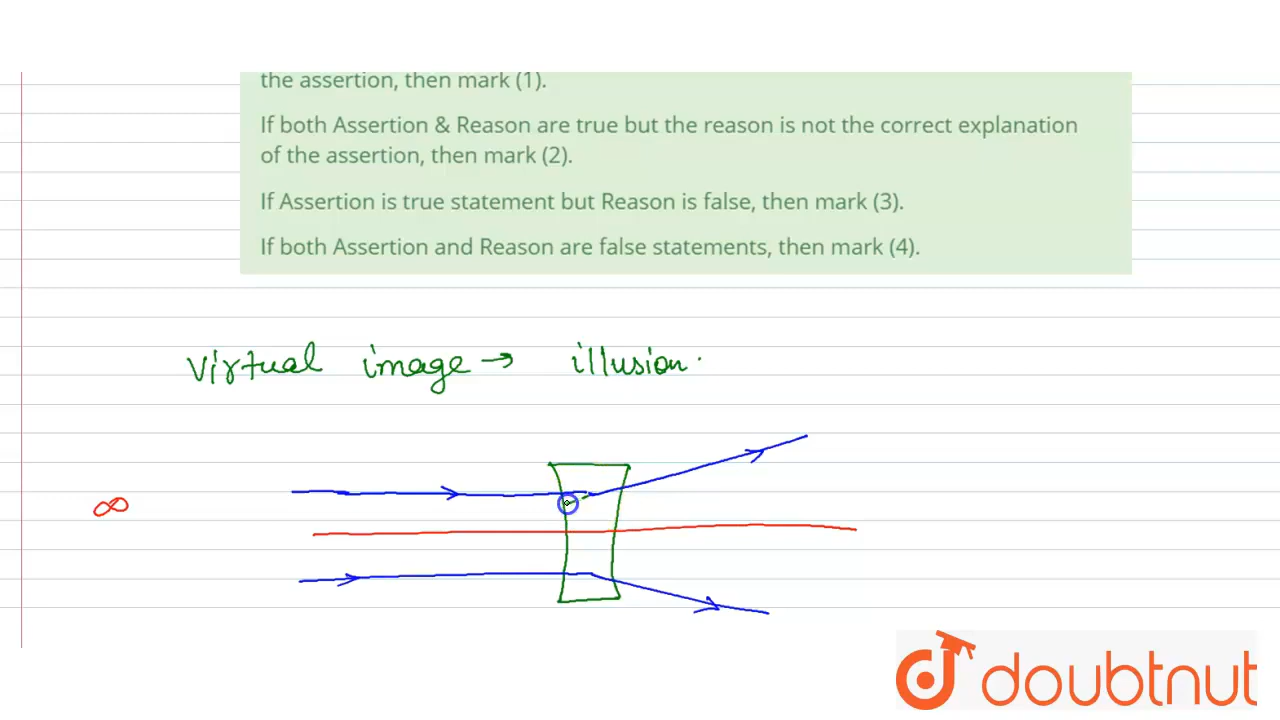 the assertion, then mark (1).
If both Assertion & Reason are true but the reason is not the correct explanation
of the assertion, then mark (2).
If Assertion is true statement but Reason is false, then mark (3).
If both Assertion and Reason are false statements, then mark (4).
Virtual image → illusion.
∞
doubtnut